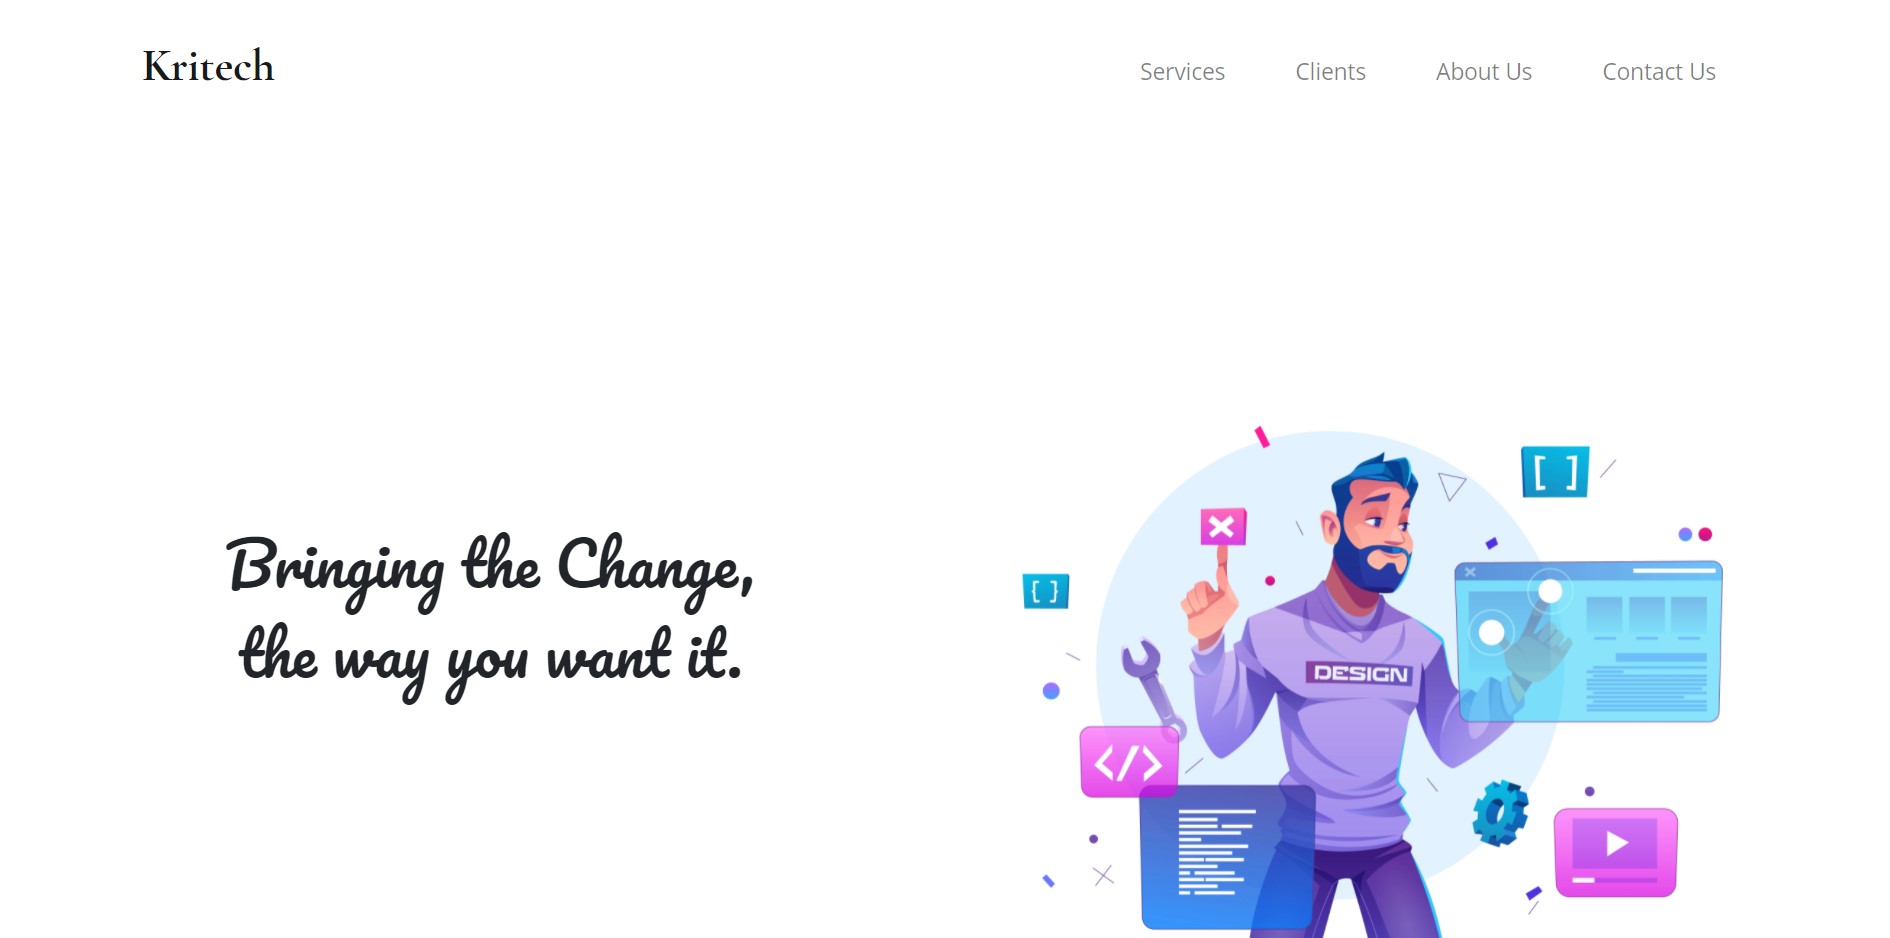 Kritech
Services Clients About Us Contact Us
Bringing the Change,
the way you want it.
[ ]
{ }
DESIGN
</>